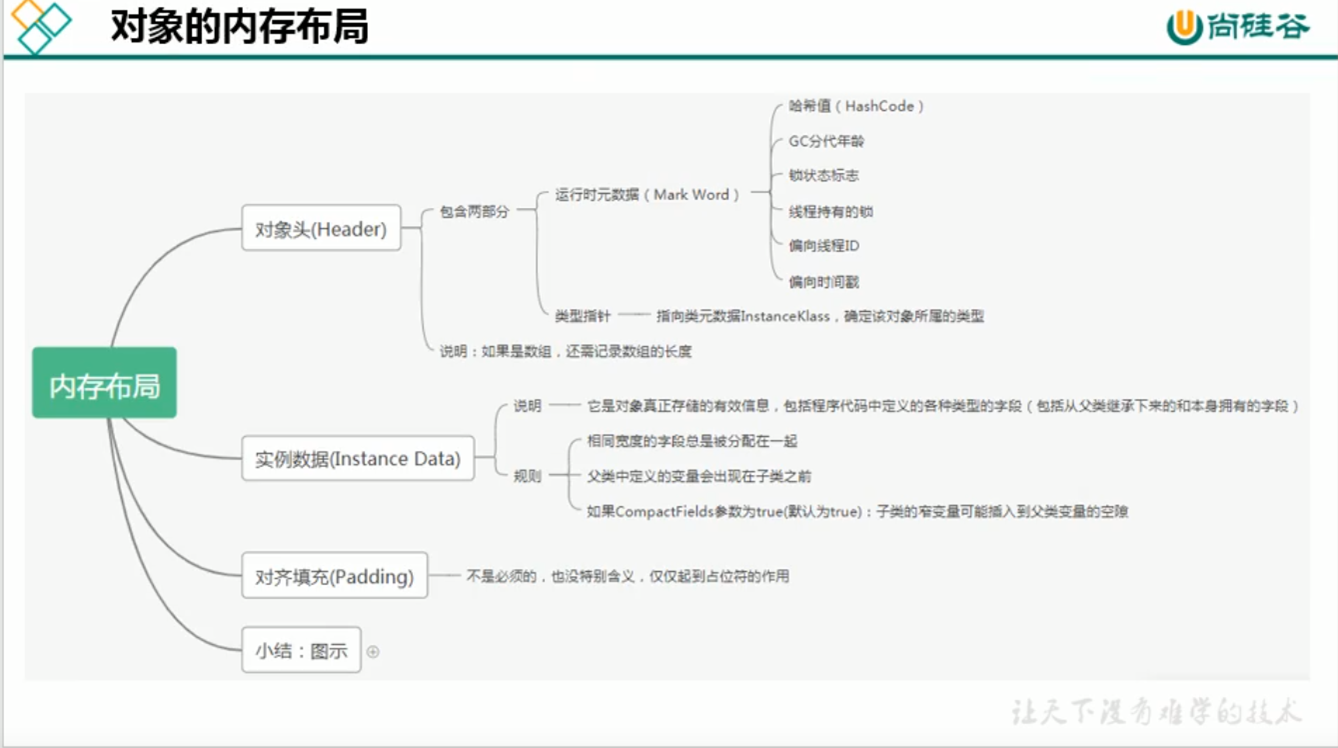 对象的内存布局
尚硅谷
哈希值（HashCode）
GC分代年龄
运行时元数据（Mark Word）
锁状态标志
包含两部分
线程持有的锁
对象头(Header)
偏向线程ID
偏向时间戳
类型指针
指向类元数据InstanceKlass，确定该对象所属的类型
说明：如果是数组，还需记录数组的长度
内存布局
说明
它是对象真正存储的有效信息，包括程序代码中定义的各种类型的字段（包括从父类继承下来的和本身拥有的字段）
实例数据(Instance Data)
相同宽度的字段总是被分配在一起
规则
父类中定义的变量会出现在子类之前
如果CompactFields参数为true(默认为true)：子类的窄变量可能插入到父类变量的空隙
对齐填充(Padding)
不是必须的，也没特别含义，仅仅起到占位符的作用
小结：图示
让天下没有难学的技术